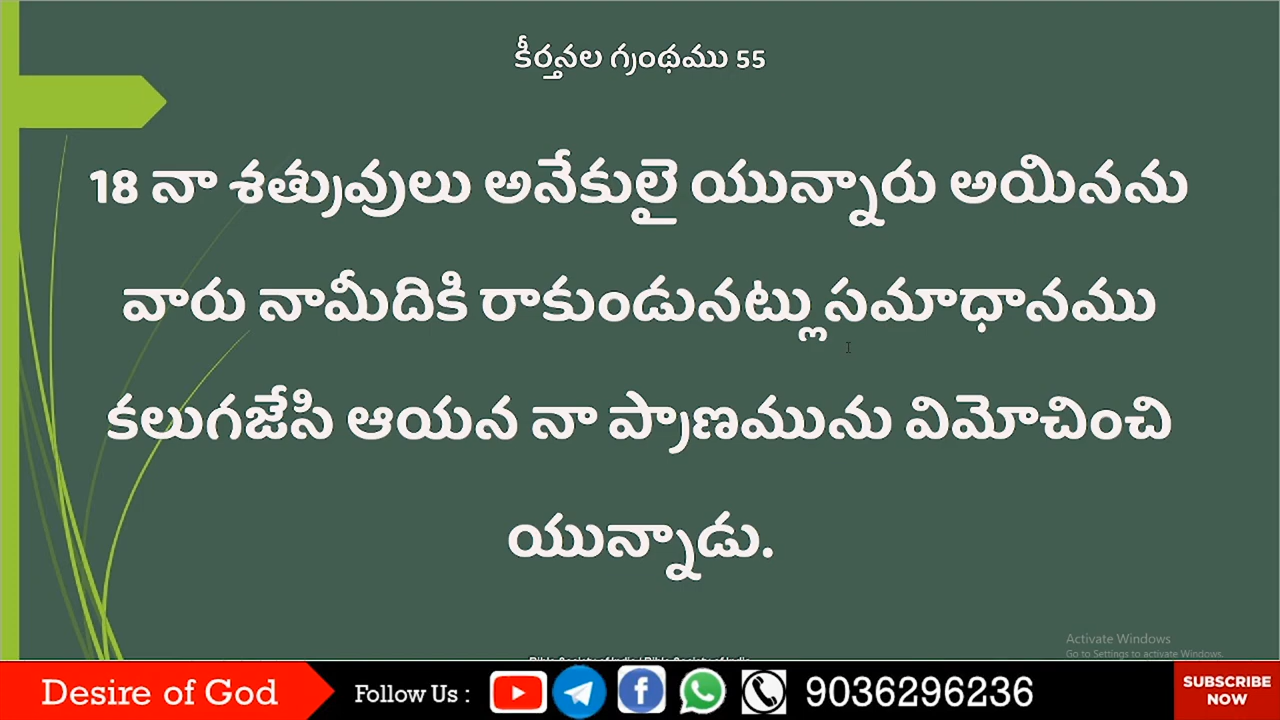 కీర్తనల గ్రంథము 55
18 నా శత్రువులు అనేకులై యున్నారు అయినను
వారు నామీదికి రాకుండునట్లు సమాధానము
కలుగజేసి ఆయన నా ప్రాణమును విమోచించి
యున్నాడు.
Activate Windows
Go to Settings to activate Windows.
Desire of God
Follow Us :
9036296236
SUBSCRIBE
NOW